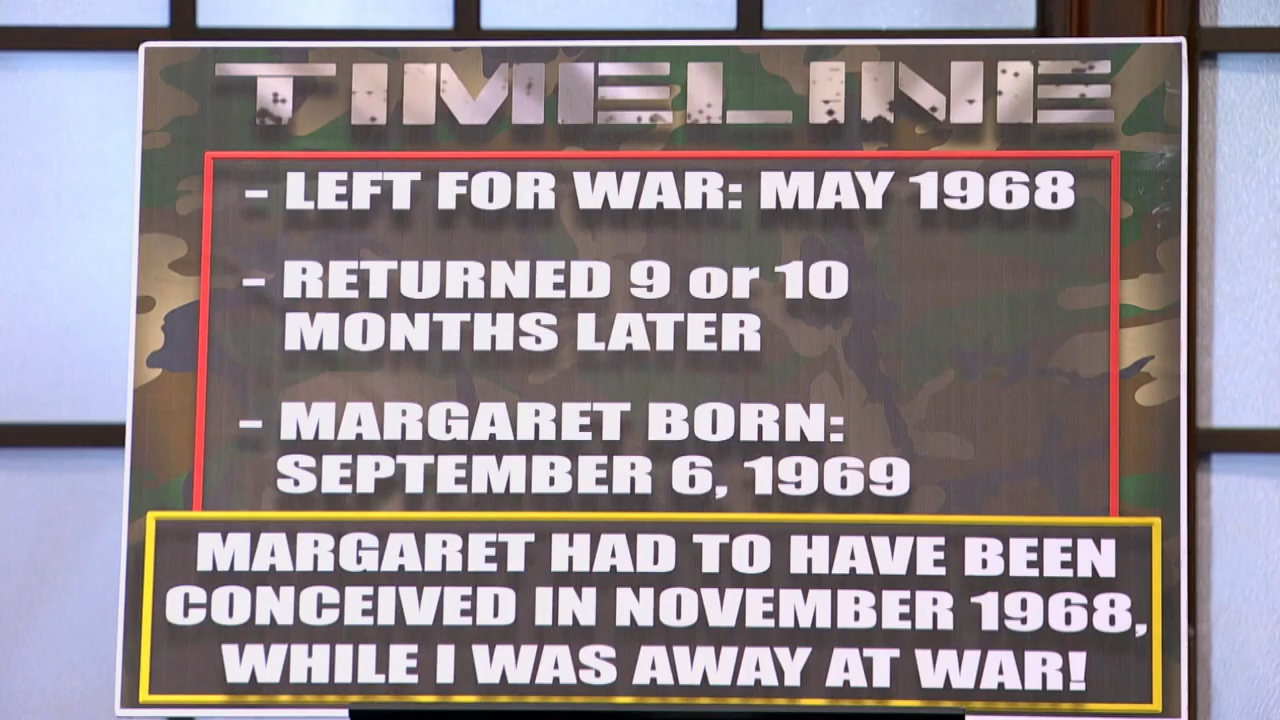 TIMELINE
- LEFT FOR WAR: MAY 1968
- RETURNED 9 or 10
MONTHS LATER
- MARGARET BORN:
SEPTEMBER 6, 1969
MARGARET HAD TO HAVE BEEN
CONCEIVED IN NOVEMBER 1968,
WHILE I WAS AWAY AT WAR!